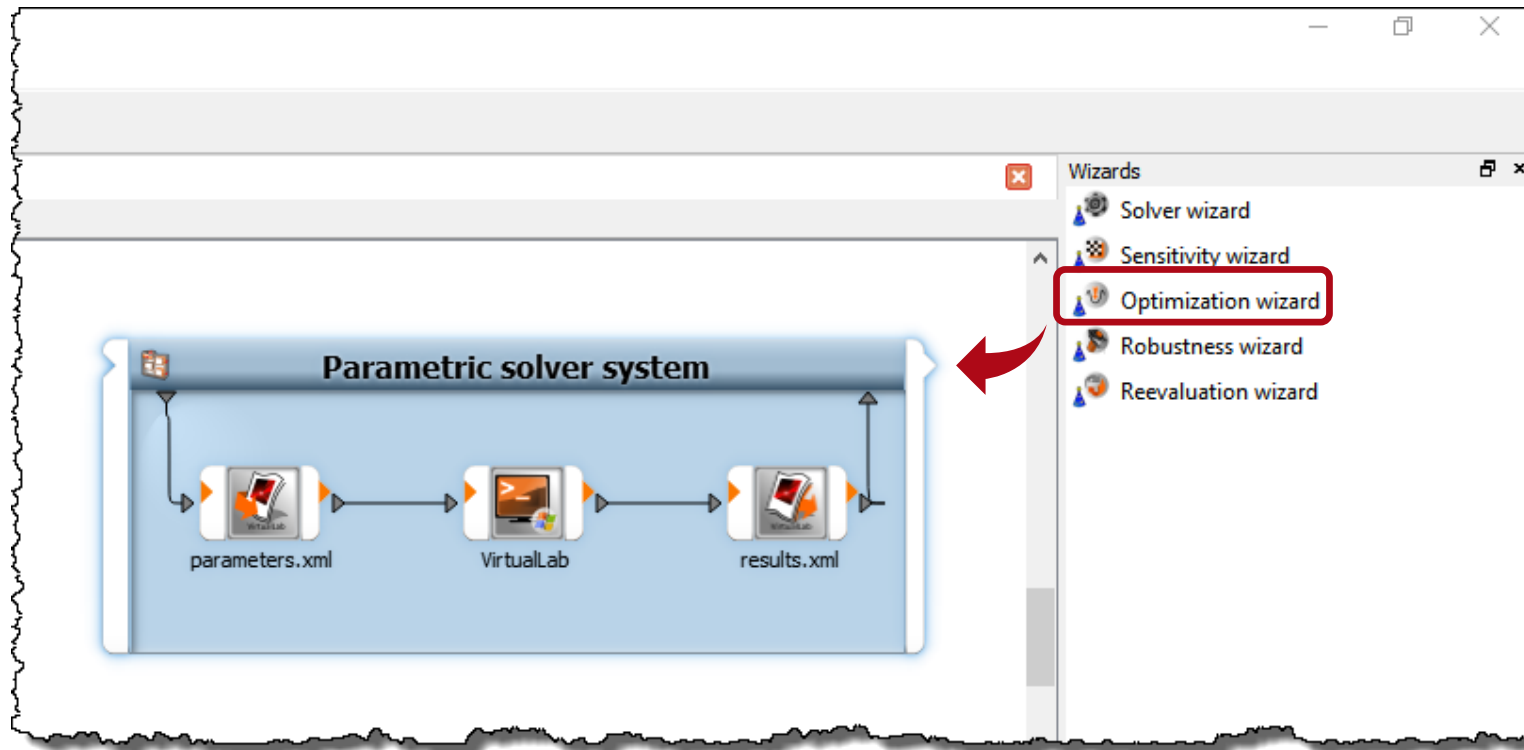 Wizards
Solver wizard
Sensitivity wizard
Optimization wizard
Robustness wizard
Reevaluation wizard
Parametric solver system
parameters.xml
VirtualLab
results.xml